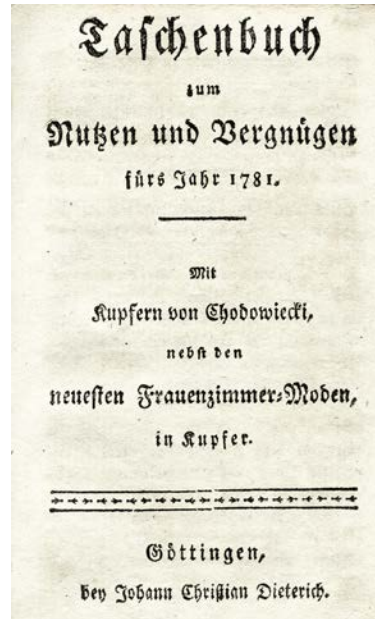 Taschenbuch
zum
Nutzen und Vergnügen
fürs Jahr 1781.
Mit
Kupfern von Chodowiecki,
nebst den
neuesten Frauenzimmer-Moden,
in Kupfer.
Göttingen,
bey Johann Christian Dieterich.